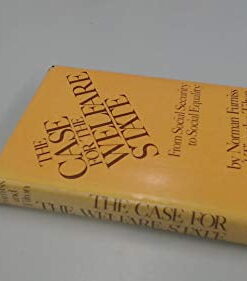 THE
CASE
FOR THE
WELFARE
STATE
From Social Security
to Social Equality
by Norman Furniss
THE CASE FOR
THE WELFARE STATE
and